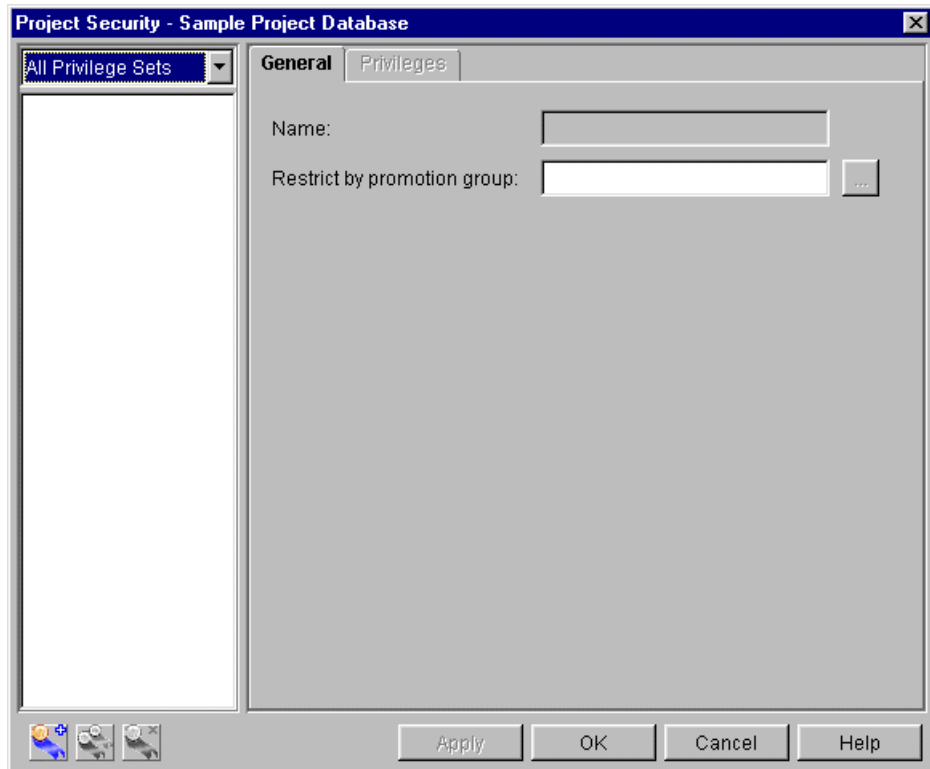 Project Security - Sample Project Database
All Privilege Sets
General
Privileges
Name:
Restrict by promotion group:
...
Apply
OK
Cancel
Help